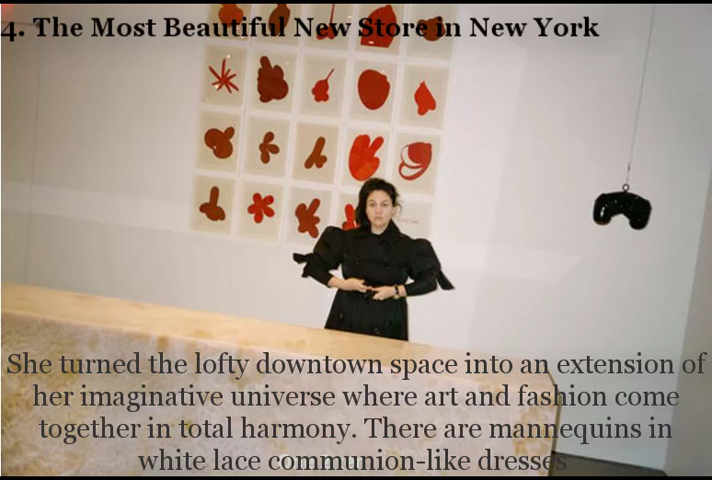 4. The Most Beautiful New Store in New York
She turned the lofty downtown space into an extension of
her imaginative universe where art and fashion come
together in total harmony. There are mannequins in
white lace communion-like dresses